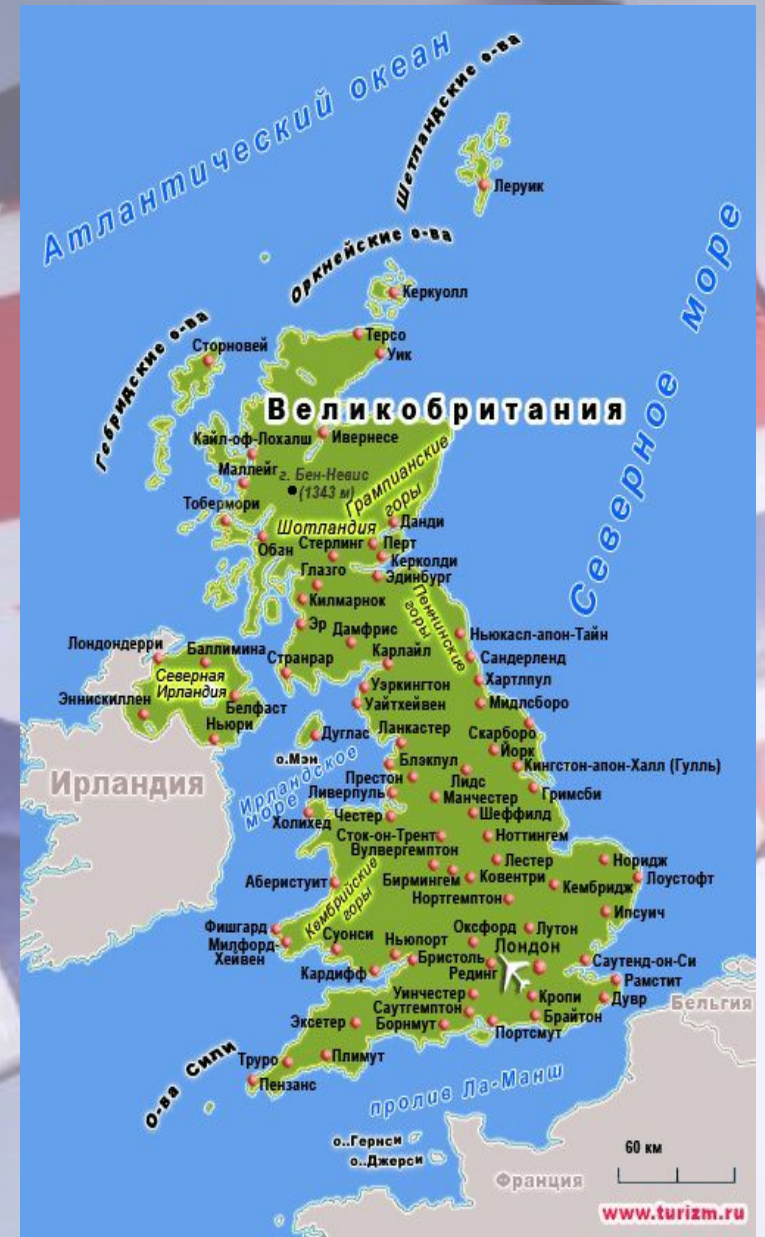 Атлантический океан
Шетландские о-ва
Леруик
Оркнейские о-ва
Керкуолл
Северное море
Гебридские о-ва
Сторновей
Терсо
Уик
Великобритания
Кайл-оф-Лохалш
Ивернесе
Маллейг
г. Бен-Невис
(1343 м)
Грампианские
горы
Тобермори
Шотландия
Данди
Обан
Стерлинг
Перт
Керколди
Глазго
Эдинбург
Килмарнок
Пеннинские
горы
Эр
Дамфрис
Ньюкасл-апон-Тайн
Лондондерри
Баллимина
Странрар
Карлайл
Сандерленд
Северная
Ирландия
Хартлпул
Эннискиллен
Белфаст
Уэркингтон
Уайтхейвен
Мидлсборо
Ньюри
Дуглас
Ланкастер
Скарборо
Йорк
о.Мэн
Блэкпул
Кингстон-апон-Халл (Гулль)
Ирландия
Ирландское
море
Престон
Лидс
Ливерпуль
Манчестер
Гримсби
Холихед
Честер
Шеффилд
Сток-он-Трент
Ноттингем
Вулвергемптон
Лестер
Норидж
Аберистуит
Бирмингем
Ковентри
Кембридж
Лоустофт
Кембрийские
горы
Нортгемптон
Ипсуич
Фишгард
Милфорд-
Хейвен
Суонси
Ньюпорт
Оксфорд
Лутон
Лондон
Бристоль
Саутенд-он-Си
Кардифф
Рединг
Рамстит
Уинчестер
Кропи
Дувр
Бельгия
Саутгемптон
Эксетер
Борнмут
Брайтон
Портсмут
О-ва Сили
Труро
Плимут
Пензанс
пролив Ла-Манш
о..Гернси
о..Джерси
60 км
Франция
www.turizm.ru